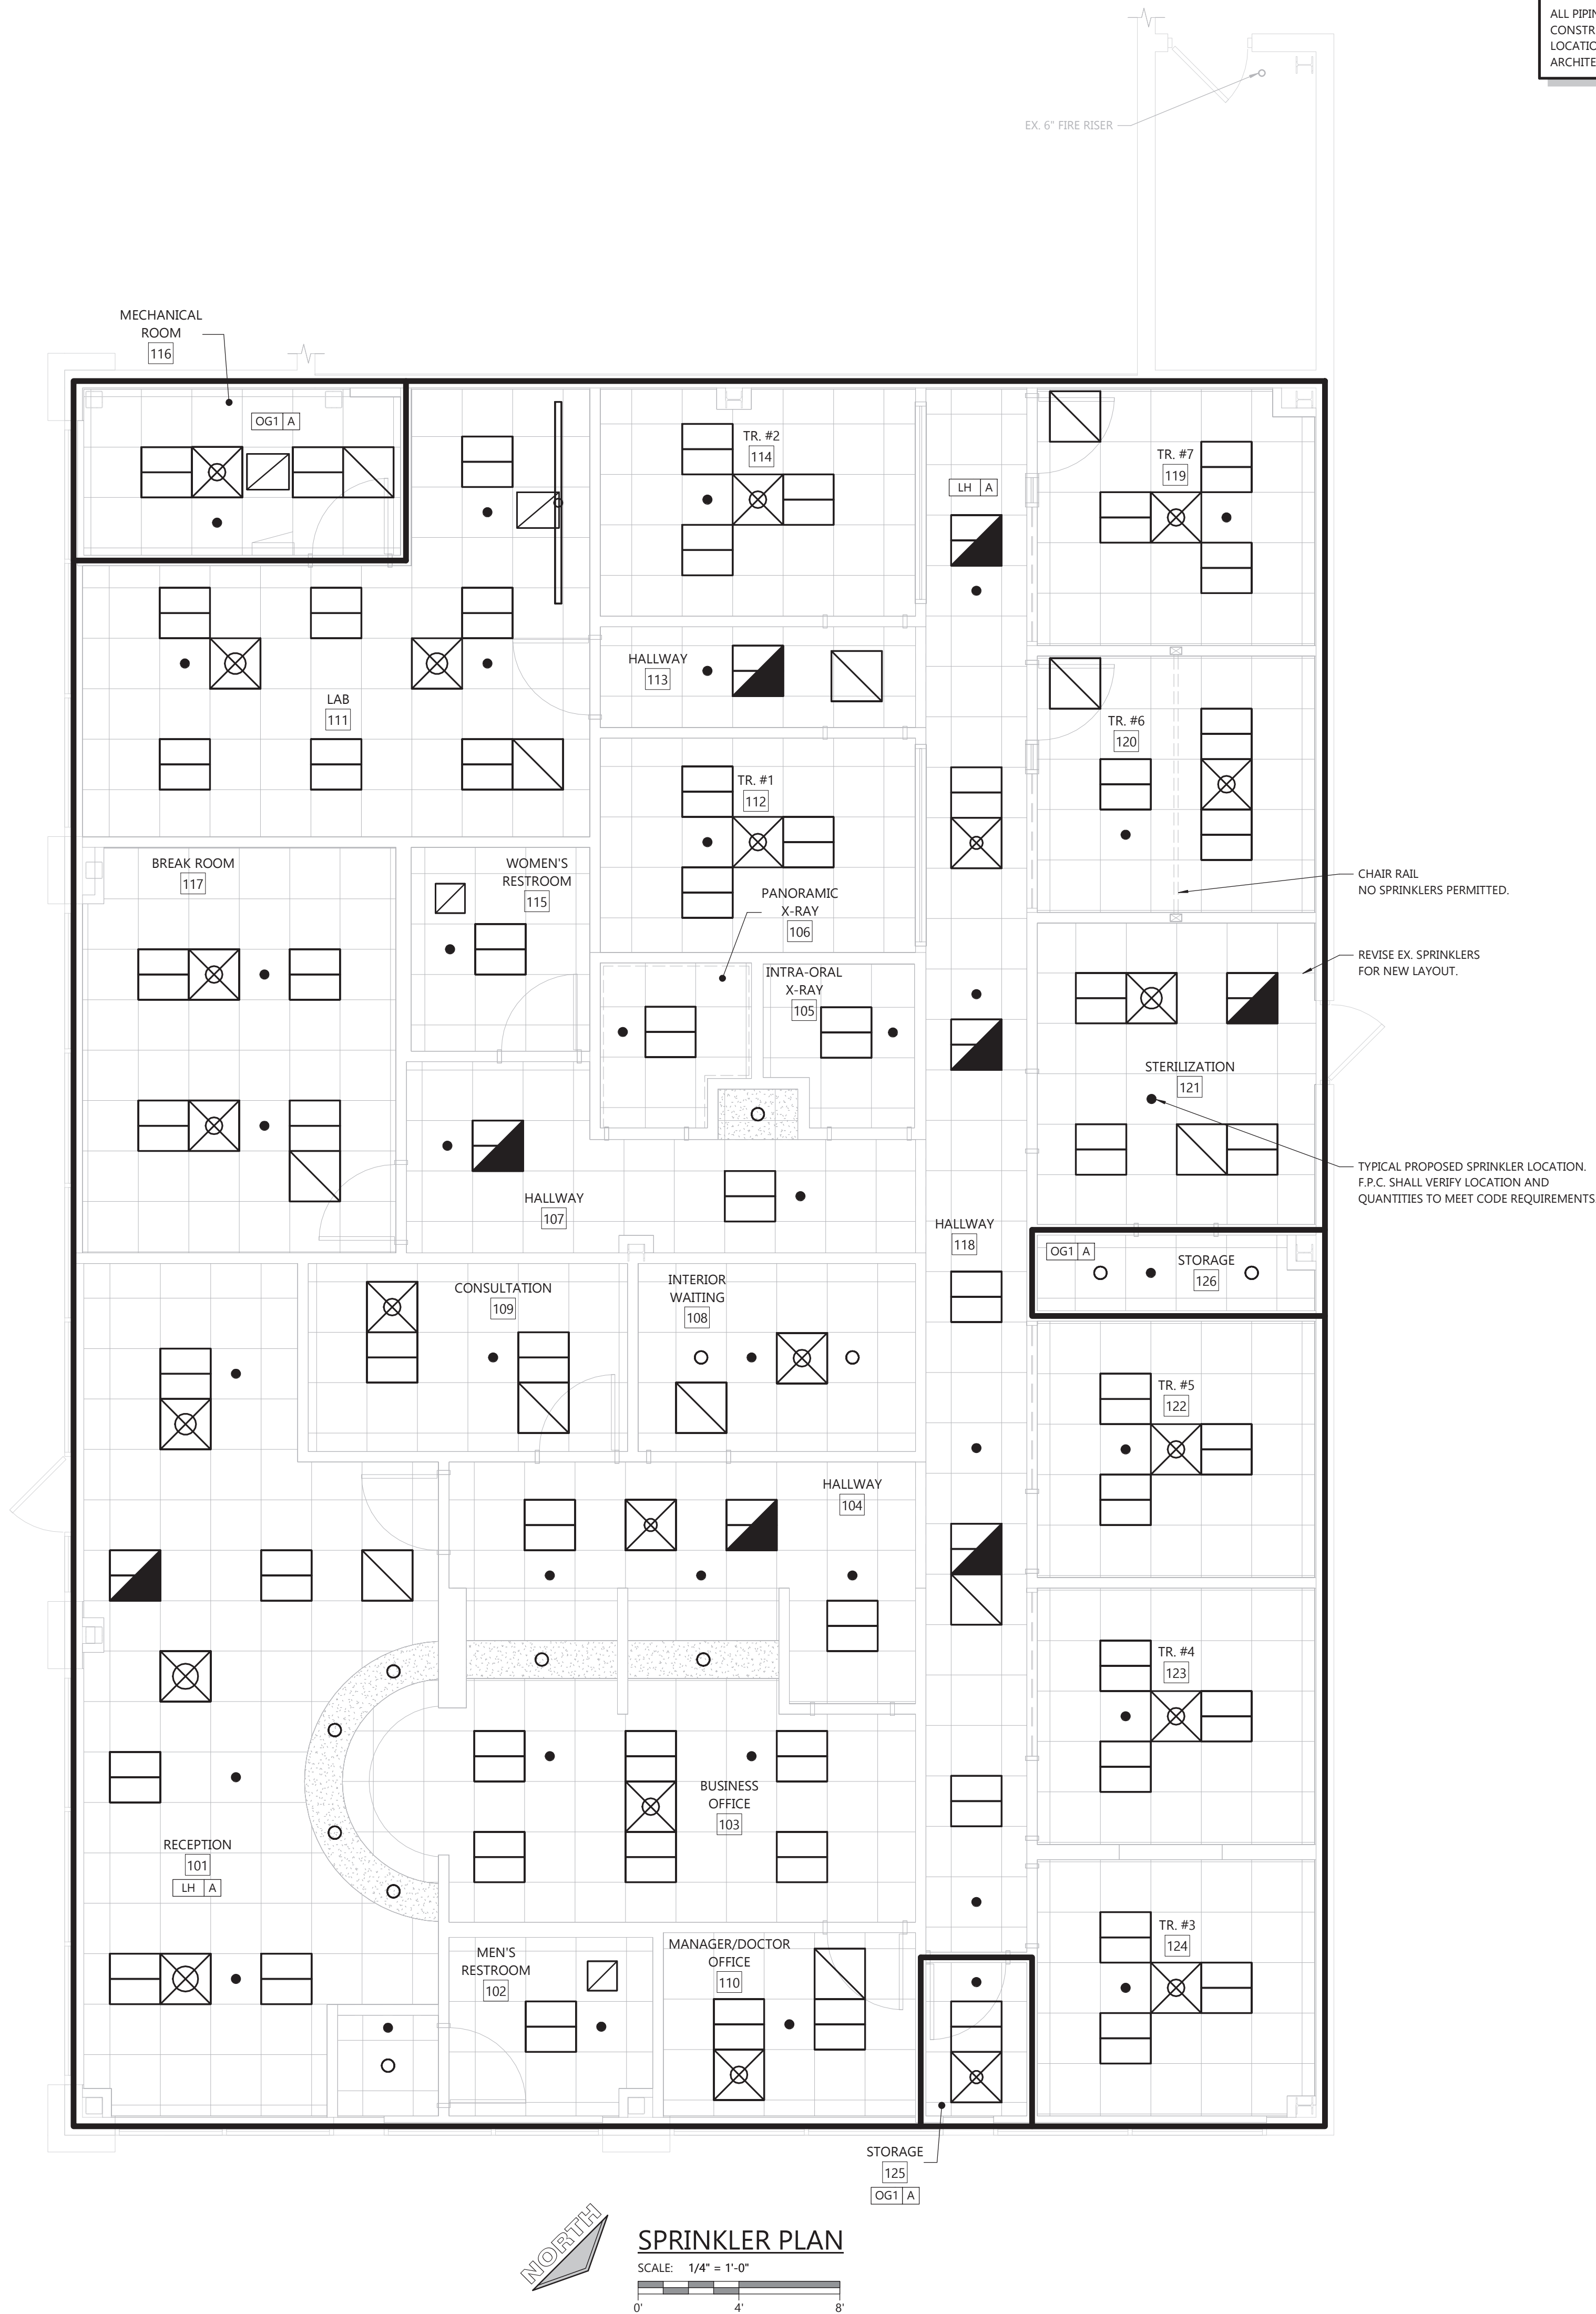 ALL PIPIN
CONSTR
LOCATIO
ARCHITE
EX. 6" FIRE RISER
MECHANICAL
ROOM
116
OG1 A
TR. #2
114
LH A
TR. #7
119
HALLWAY
113
LAB
111
TR. #6
120
TR. #1
112
BREAK ROOM
117
WOMEN'S
RESTROOM
115
PANORAMIC
X-RAY
106
CHAIR RAIL
NO SPRINKLERS PERMITTED.
INTRA-ORAL
X-RAY
105
REVISE EX. SPRINKLERS
FOR NEW LAYOUT.
STERILIZATION
121
TYPICAL PROPOSED SPRINKLER LOCATION.
F.P.C. SHALL VERIFY LOCATION AND
QUANTITIES TO MEET CODE REQUIREMENTS
HALLWAY
107
HALLWAY
118
OG1 A
STORAGE
126
CONSULTATION
109
INTERIOR
WAITING
108
TR. #5
122
HALLWAY
104
TR. #4
123
BUSINESS
OFFICE
103
RECEPTION
101
LH A
MEN'S
RESTROOM
102
MANAGER/DOCTOR
OFFICE
110
TR. #3
124
STORAGE
125
OG1 A
NORTH
SPRINKLER PLAN
SCALE: 1/4" = 1'-0"
0' 4' 8'